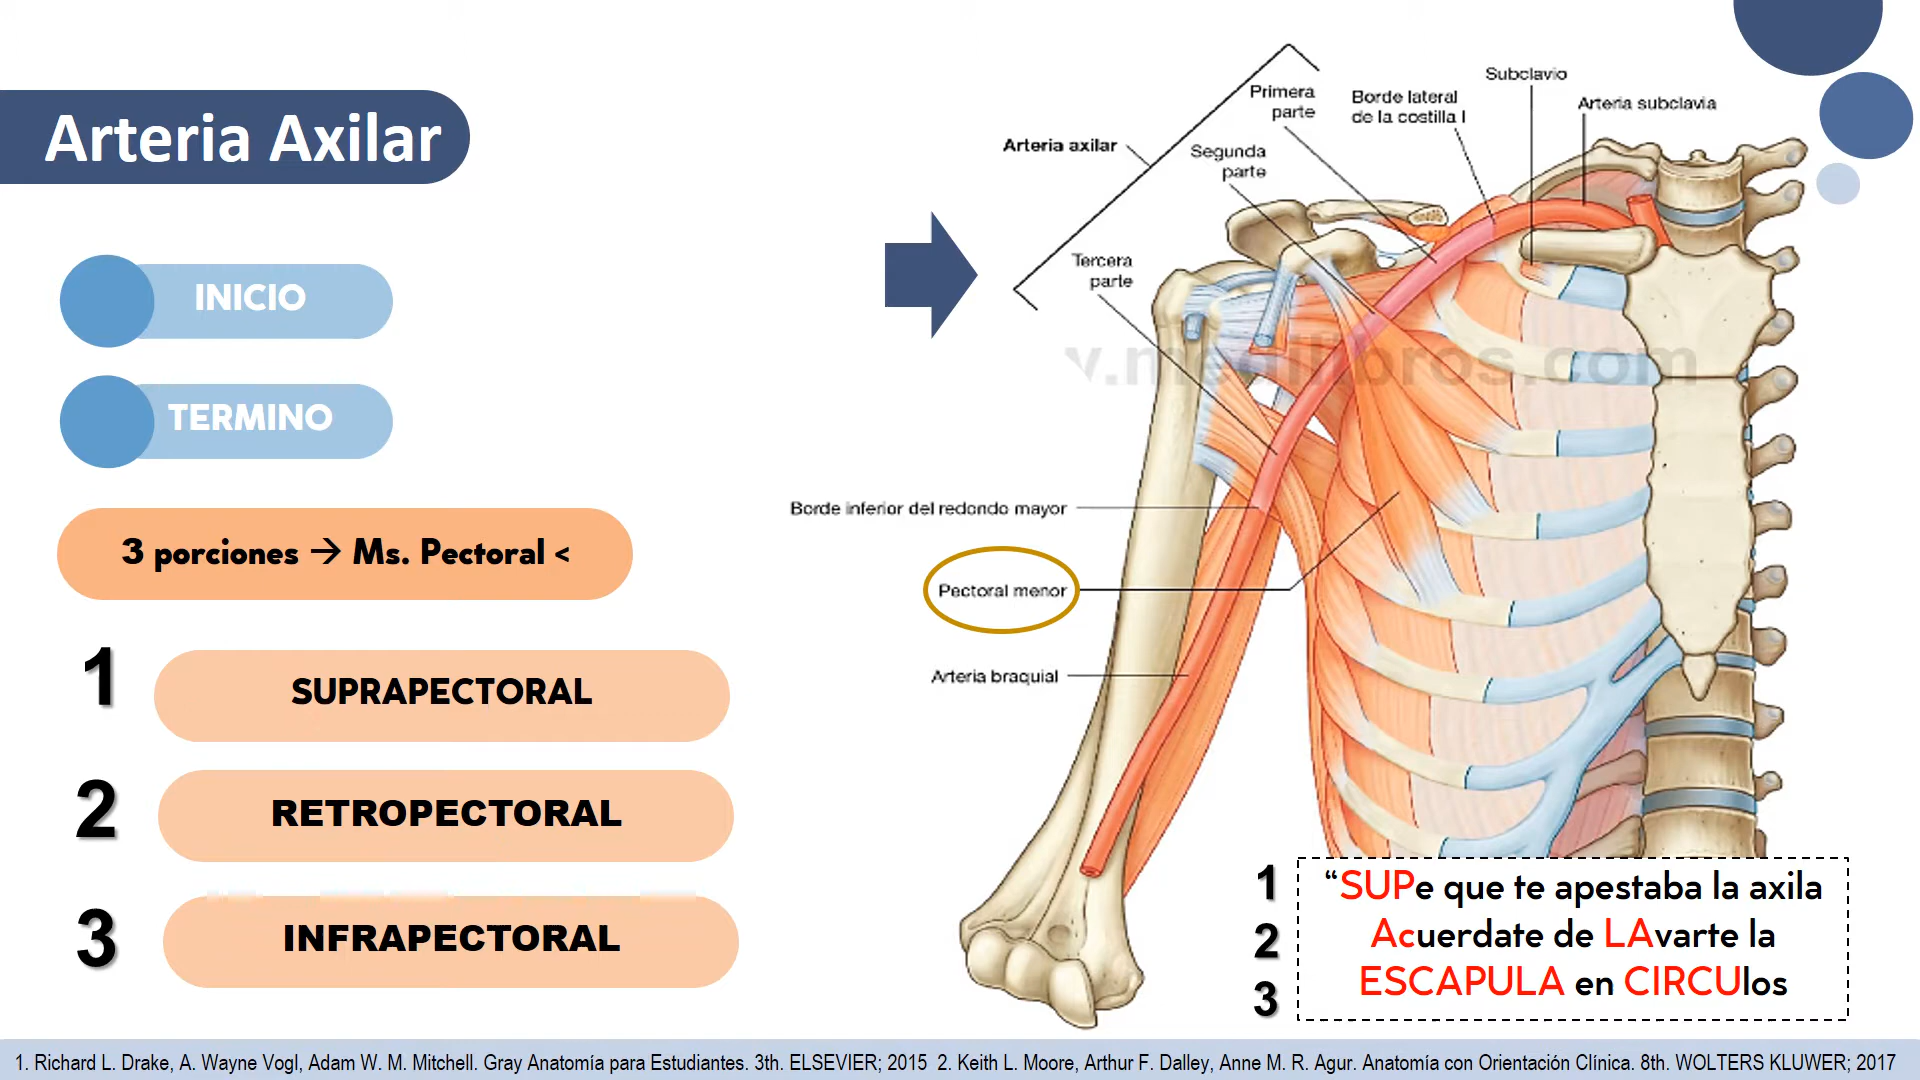 Arteria Axilar
INICIO
TERMINO
3 porciones → Ms. Pectoral <
1
SUPRAPECTORAL
2
RETROPECTORAL
3
INFRAPECTORAL
Subclavio
Primera
parte
Borde lateral
de la costilla I
Arteria subclavia
Arteria axilar
Segunda
parte
Tercera
parte
v.medilibros.com
Borde inferior del redondo mayor
Pectoral menor
Arteria braquial
1
“SUPe que te apestaba la axila
2
Acuerdate de LAvarte la
3
ESCAPULA en CIRCUlos
1. Richard L. Drake, A. Wayne Vogl, Adam W. M. Mitchell. Gray Anatomía para Estudiantes. 3th. ELSEVIER; 2015 2. Keith L. Moore, Arthur F. Dalley, Anne M. R. Agur. Anatomía con Orientación Clínica. 8th. WOLTERS KLUWER; 2017